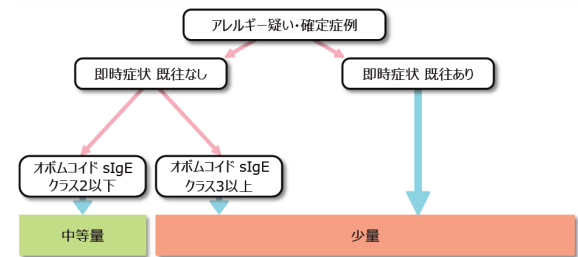 アレルギー疑い・確定症例
即時症状 既往なし
即時症状 既往あり
オボムコイド sIgE
クラス2以下
オボムコイド sIgE
クラス3以上
中等量
少量